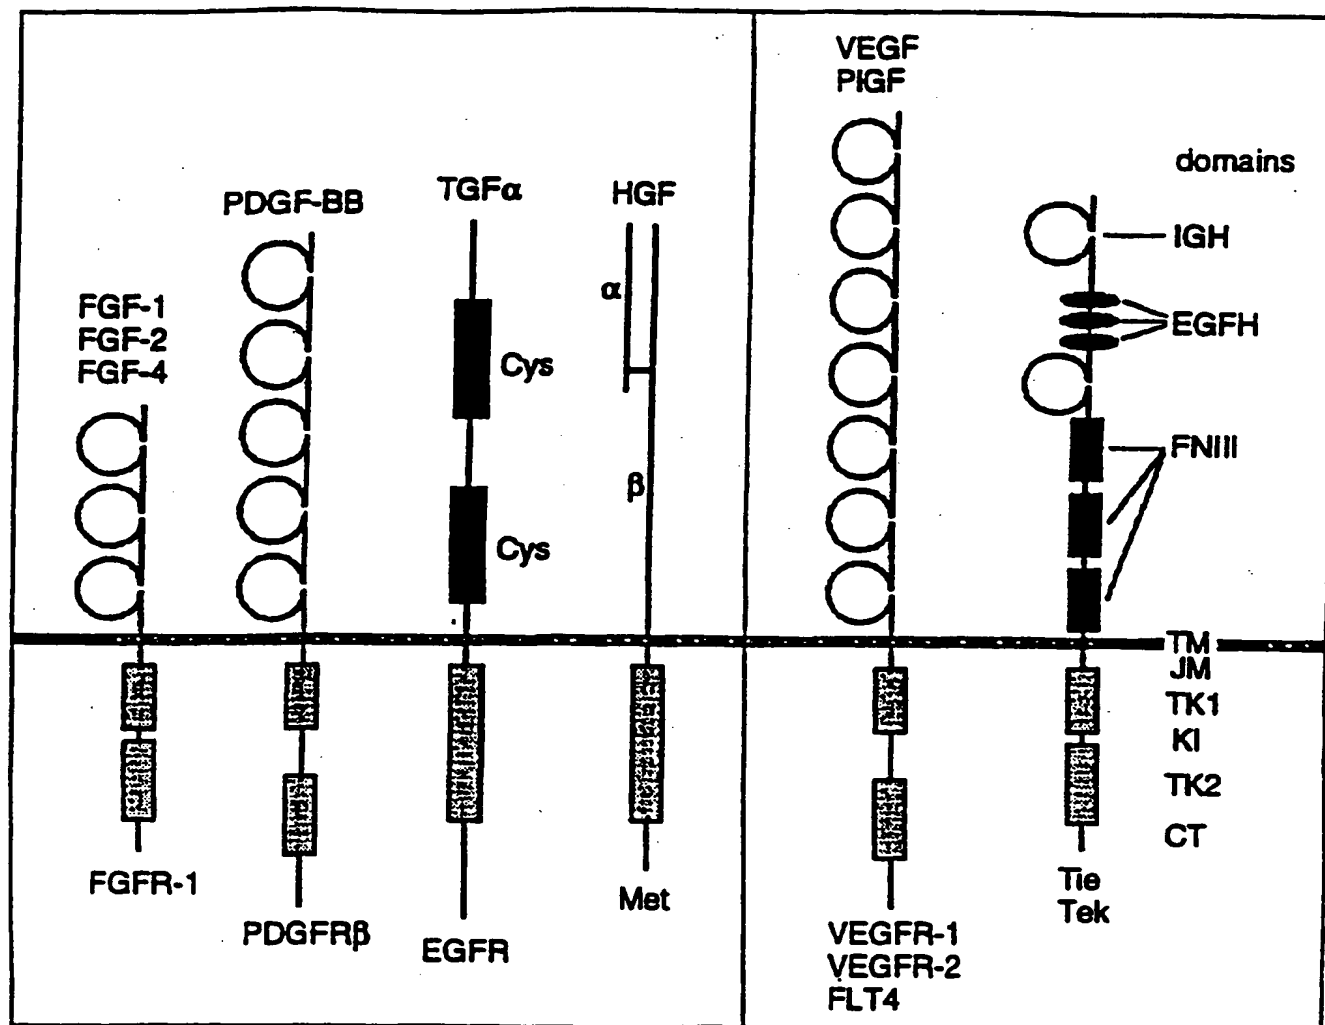 FGF-1
FGF-2
FGF-4
FGFR-1
PDGF-BB
PDGFRβ
TGFα
Cys
Cys
EGFR
HGF
α
β
Met
VEGF
PIGF
VEGFR-1
VEGFR-2
FLT4
domains
IGH
EGFH
FNIII
TM
JM
TK1
KI
TK2
CT
Tie
Tek